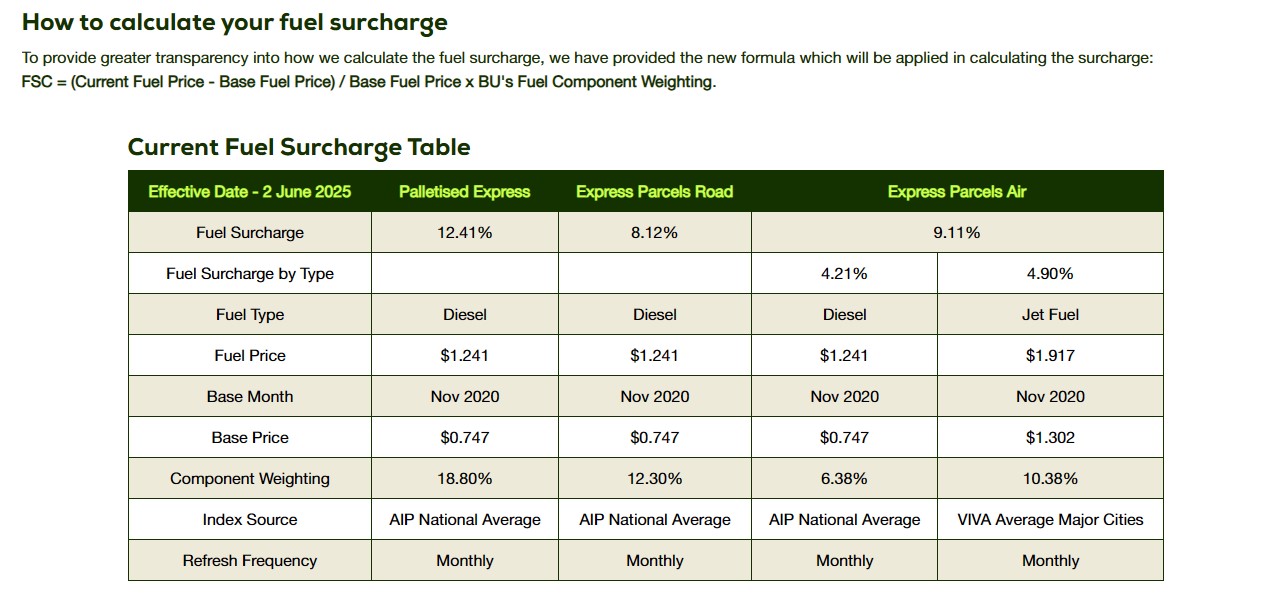 How to calculate your fuel surcharge
To provide greater transparency into how we calculate the fuel surcharge, we have provided the new formula which will be applied in calculating the surcharge:
FSC = (Current Fuel Price - Base Fuel Price) / Base Fuel Price x BU's Fuel Component Weighting.
Current Fuel Surcharge Table
Effective Date - 2 June 2025 Palletised Express Express Parcels Road Express Parcels Air
Fuel Surcharge 12.41% 8.12% 9.11%
Fuel Surcharge by Type 4.21% 4.90%
Fuel Type Diesel Diesel Diesel Jet Fuel
Fuel Price $1.241 $1.241 $1.241 $1.917
Base Month Nov 2020 Nov 2020 Nov 2020 Nov 2020
Base Price $0.747 $0.747 $0.747 $1.302
Component Weighting 18.80% 12.30% 6.38% 10.38%
Index Source AIP National Average AIP National Average AIP National Average VIVA Average Major Cities
Refresh Frequency Monthly Monthly Monthly Monthly